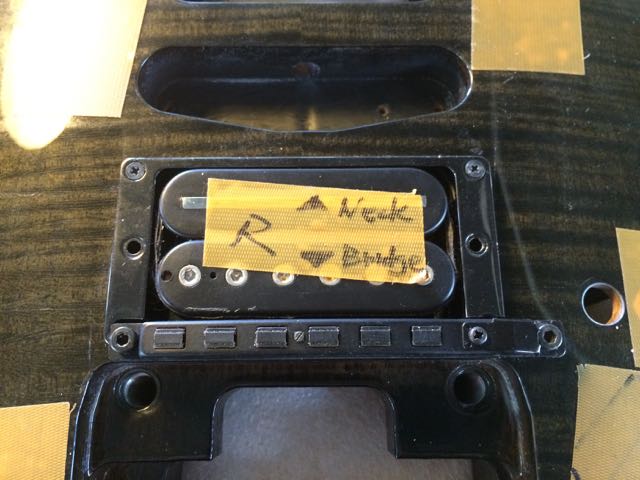 ▲ Neck
R
▼ Bridge